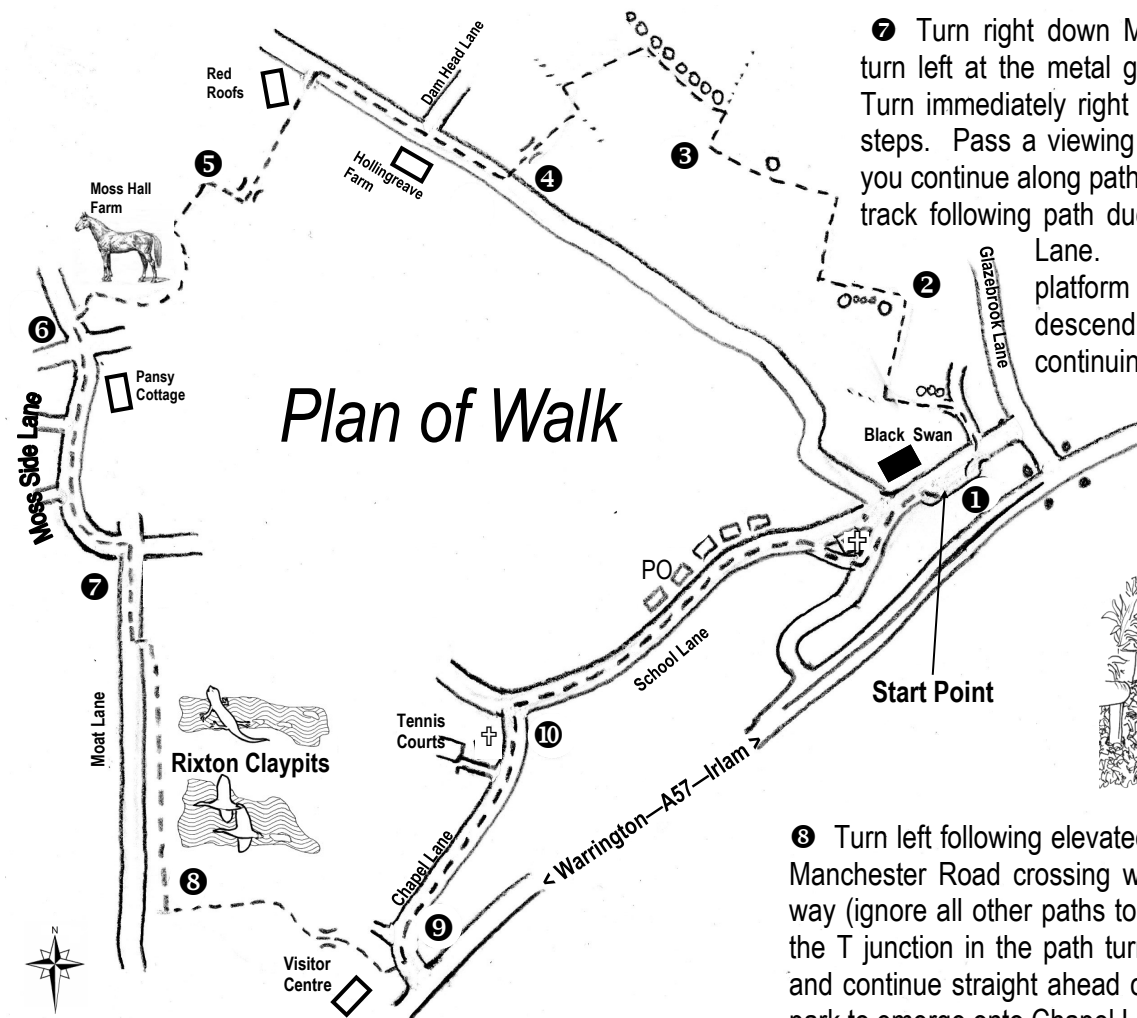 ❼ Turn right down
turn left at the metal
Turn immediately right
steps. Pass a viewing
you continue along path
track following path
Lane.
platform
descend
Dam Head Lane
Red
Roofs
Hollingreave
Farm
❺
❹
❸
❷
Moss Hall
Farm
Glazebrook Lane
❻
Pansy
Cottage
Moss Side Lane
Plan of Walk
Black Swan
❶
❼
PO
School Lane
Start Point
Moat Lane
Rixton Claypits
Tennis
Courts
❿
< Warrington—A57—Irlam >
Chapel Lane
❽
❾
N
Visitor
Centre
❽ Turn left following
Manchester Road crossing
way (ignore all other paths
the T junction in the path
and continue straight ahead
park to emerge onto Chapel